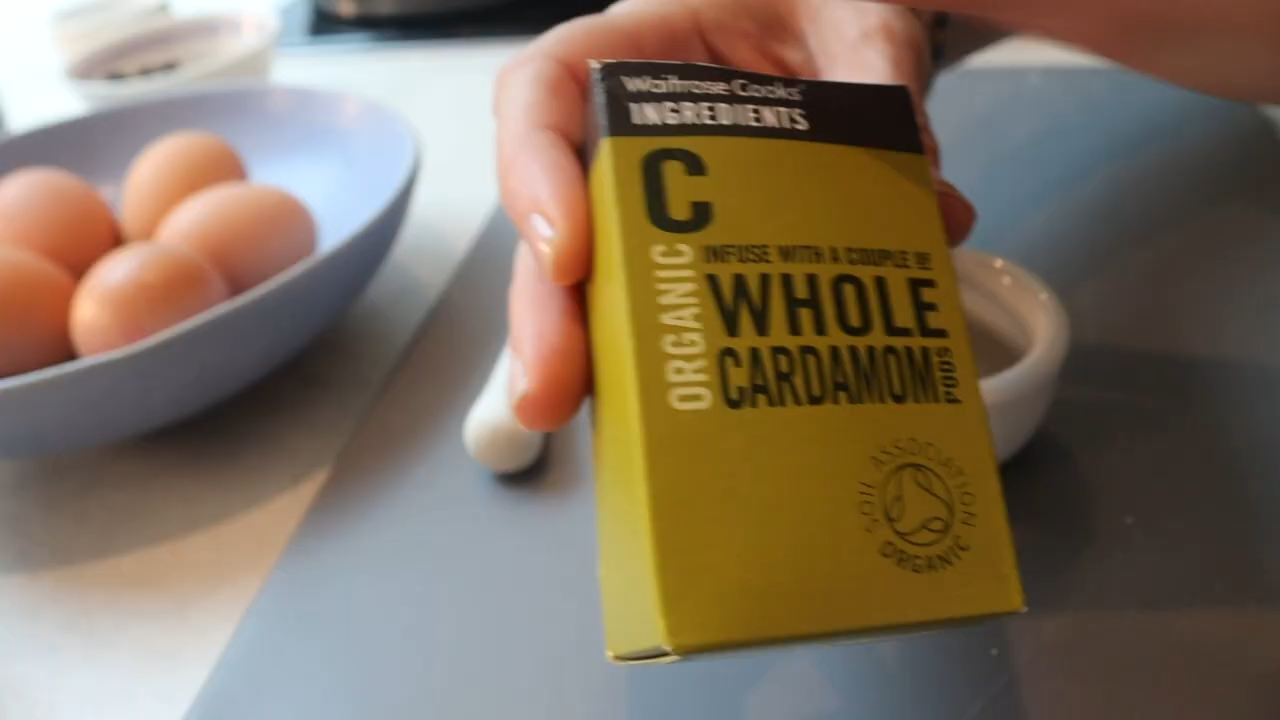 Waitrose Cooks'
INGREDIENTS
C
ORGANIC
INFUSE WITH A COUPLE OF
WHOLE
CARDAMOM
PODS
SOIL ASSOCIATION
ORGANIC